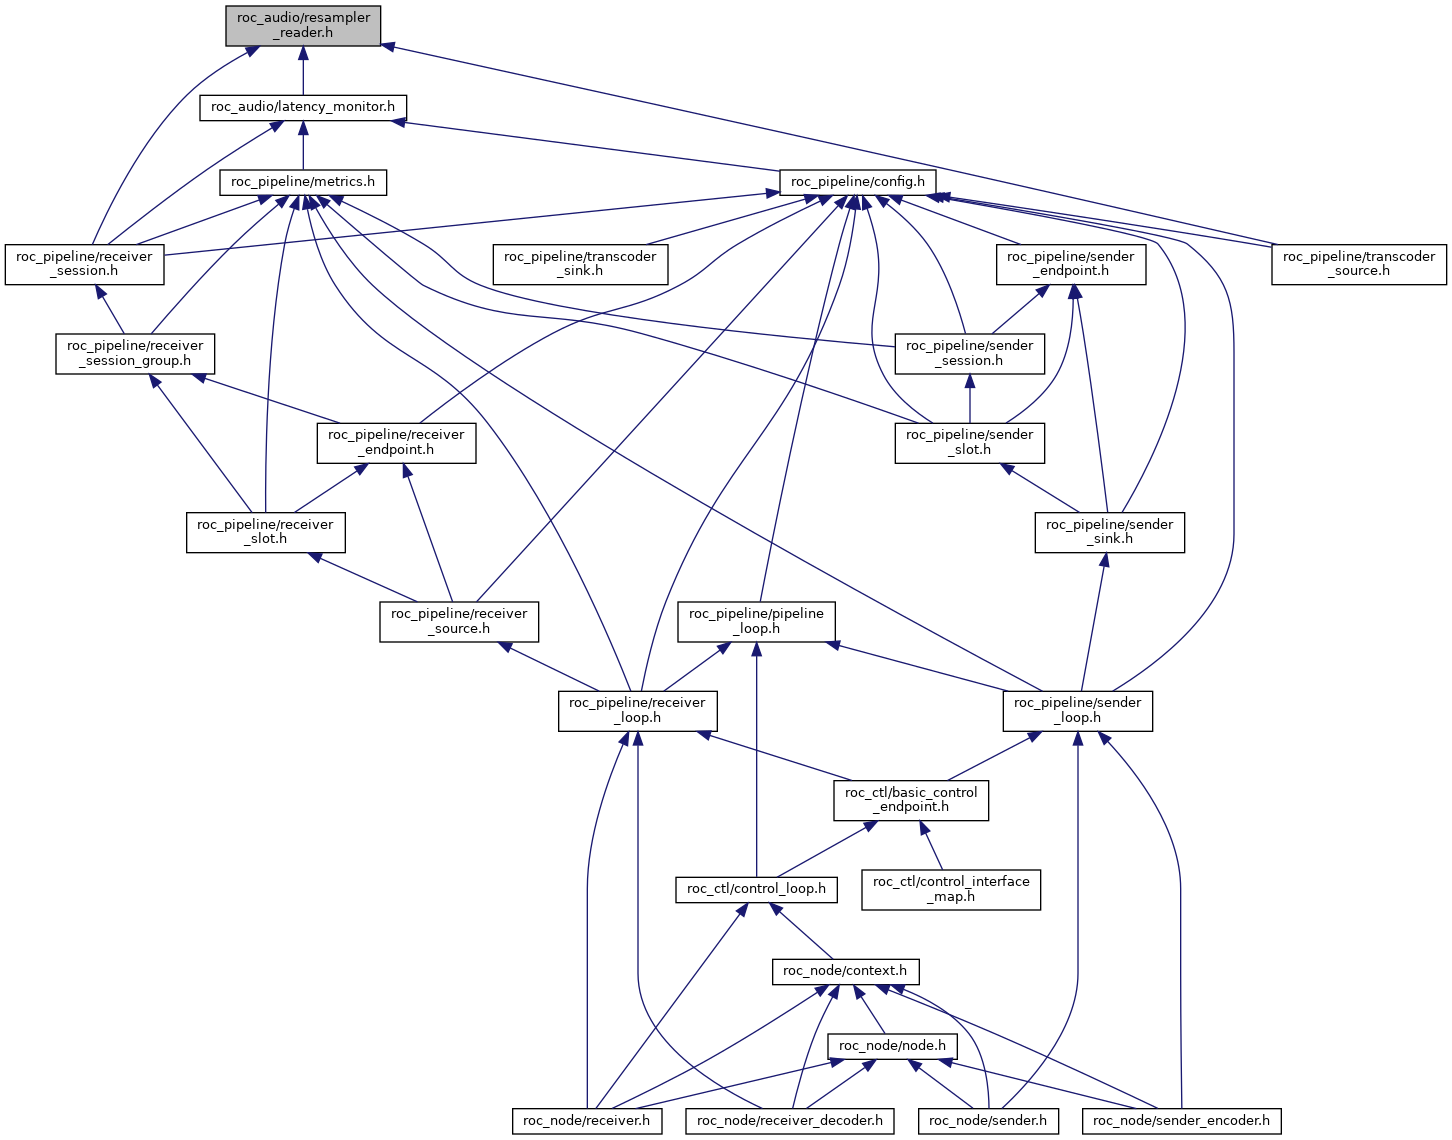 roc_audio/resampler
_reader.h
roc_audio/latency_monitor.h
roc_pipeline/metrics.h
roc_pipeline/config.h
roc_pipeline/receiver
_session.h
roc_pipeline/transcoder
_sink.h
roc_pipeline/sender
_endpoint.h
roc_pipeline/transcoder
_source.h
roc_pipeline/receiver
_session_group.h
roc_pipeline/sender
_session.h
roc_pipeline/receiver
_endpoint.h
roc_pipeline/sender
_slot.h
roc_pipeline/receiver
_slot.h
roc_pipeline/sender
_sink.h
roc_pipeline/receiver
_source.h
roc_pipeline/pipeline
_loop.h
roc_pipeline/receiver
_loop.h
roc_pipeline/sender
_loop.h
roc_ctl/basic_control
_endpoint.h
roc_ctl/control_loop.h
roc_ctl/control_interface
_map.h
roc_node/context.h
roc_node/node.h
roc_node/receiver.h
roc_node/receiver_decoder.h
roc_node/sender.h
roc_node/sender_encoder.h